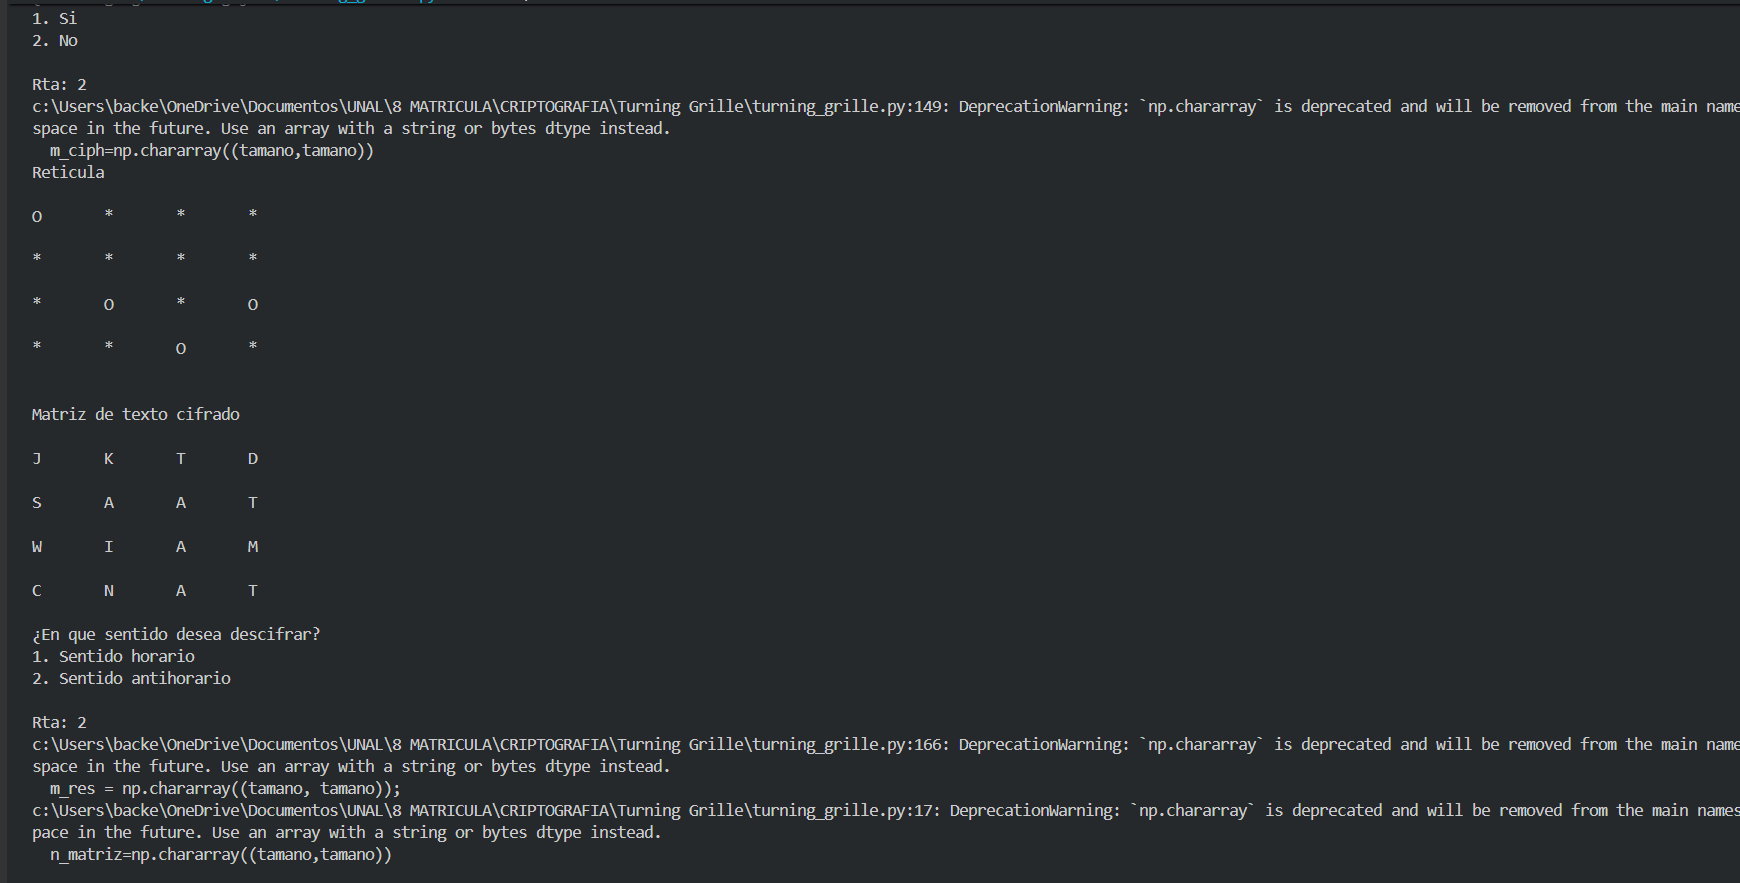 1. Si
2. No
Rta: 2
c:\Users\backe\OneDrive\Documentos\UNAL\8 MATRICULA\CRIPTOGRAFIA\Turning Grille\turning_grille.py:149: DeprecationWarning: `np.chararray` is deprecated and will be removed from the main name
space in the future. Use an array with a string or bytes dtype instead.
  m_ciph=np.chararray((tamano,tamano))
Reticula
O * * *
* * * *
* O * O
* * O *
Matriz de texto cifrado
J K T D
S A A T
W I A M
C N A T
¿En que sentido desea descifrar?
1. Sentido horario
2. Sentido antihorario
Rta: 2
c:\Users\backe\OneDrive\Documentos\UNAL\8 MATRICULA\CRIPTOGRAFIA\Turning Grille\turning_grille.py:166: DeprecationWarning: `np.chararray` is deprecated and will be removed from the main name
space in the future. Use an array with a string or bytes dtype instead.
  m_res = np.chararray((tamano, tamano));
c:\Users\backe\OneDrive\Documentos\UNAL\8 MATRICULA\CRIPTOGRAFIA\Turning Grille\turning_grille.py:17: DeprecationWarning: `np.chararray` is deprecated and will be removed from the main names
pace in the future. Use an array with a string or bytes dtype instead.
  n_matriz=np.chararray((tamano,tamano))